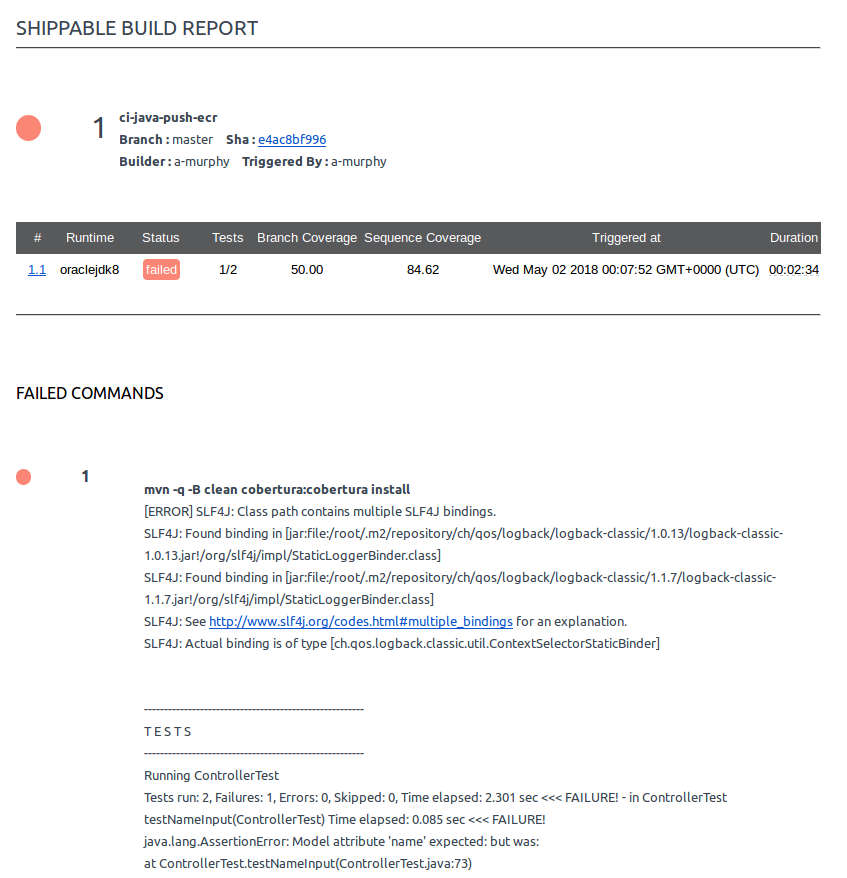 SHIPPABLE BUILD REPORT
1 ci-java-push-ecr
Branch : master Sha : e4ac8bf996
Builder : a-murphy Triggered By : a-murphy
# Runtime Status Tests Branch Coverage Sequence Coverage Triggered at Duration
1.1 oraclejdk8 failed 1/2 50.00 84.62 Wed May 02 2018 00:07:52 GMT+0000 (UTC) 00:02:34
FAILED COMMANDS
1
mvn -q -B clean cobertura:cobertura install
[ERROR] SLF4J: Class path contains multiple SLF4J bindings.
SLF4J: Found binding in [jar:file:/root/.m2/repository/ch/qos/logback/logback-classic/1.0.13/logback-classic-
1.0.13.jar!/org/slf4j/impl/StaticLoggerBinder.class]
SLF4J: Found binding in [jar:file:/root/.m2/repository/ch/qos/logback/logback-classic/1.1.7/logback-classic-
1.1.7.jar!/org/slf4j/impl/StaticLoggerBinder.class]
SLF4J: See http://www.slf4j.org/codes.html#multiple_bindings for an explanation.
SLF4J: Actual binding is of type [ch.qos.logback.classic.util.ContextSelectorStaticBinder]
-------------------------------------------------------
T E S T S
-------------------------------------------------------
Running ControllerTest
Tests run: 2, Failures: 1, Errors: 0, Skipped: 0, Time elapsed: 2.301 sec <<< FAILURE! - in ControllerTest
testNameInput(ControllerTest) Time elapsed: 0.085 sec <<< FAILURE!
java.lang.AssertionError: Model attribute 'name' expected: but was:
at ControllerTest.testNameInput(ControllerTest.java:73)